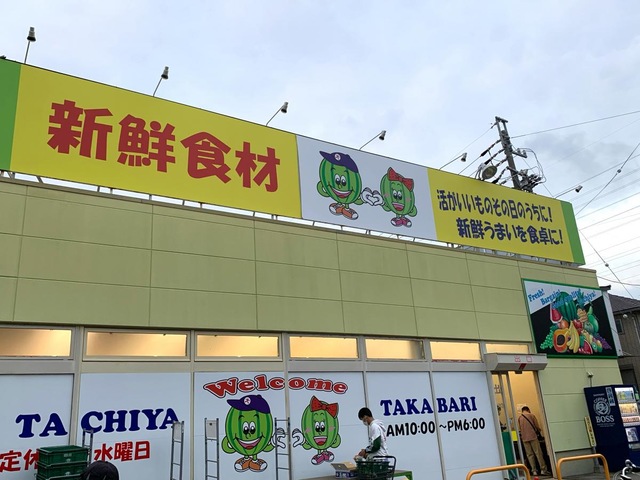 新鮮食材
活かいいものその日のうちに!
新鮮うまいを食卓に!
Fresh!
Welcome
TACHIYA
定休 水曜日
TAKABARI
AM10:00~PM6:00
BOSS